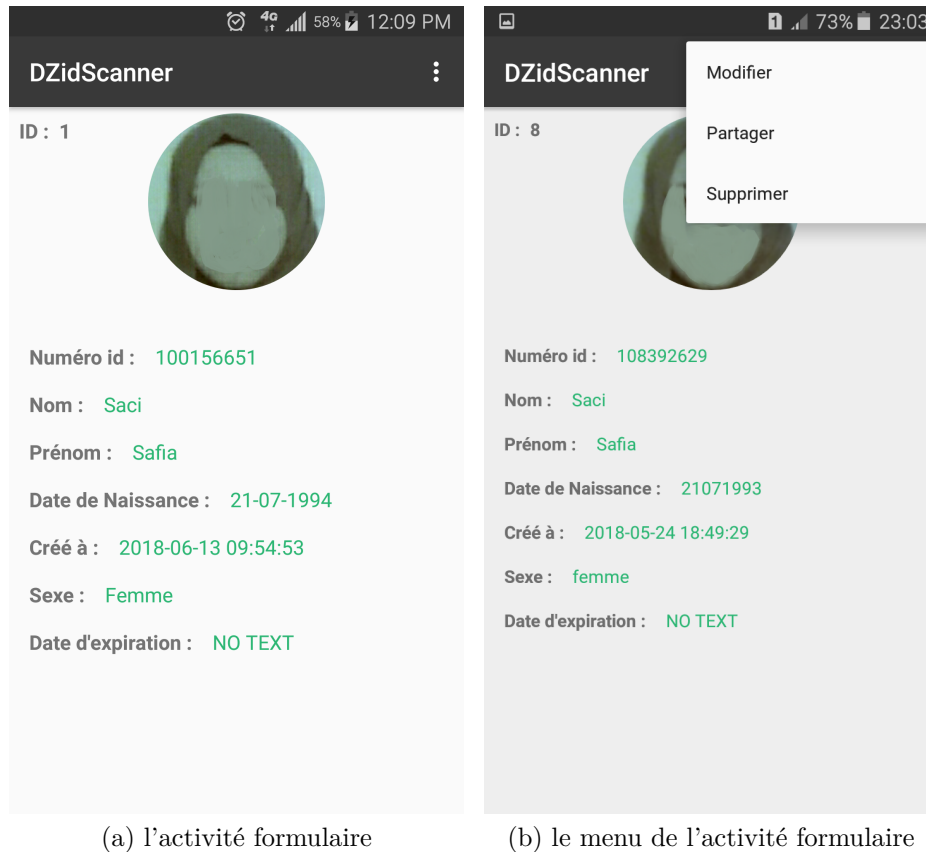 4G 58% 12:09 PM
DZidScanner
ID : 1
Numéro id : 100156651
Nom : Saci
Prénom : Safia
Date de Naissance : 21-07-1994
Créé à : 2018-06-13 09:54:53
Sexe : Femme
Date d'expiration : NO TEXT
(a) l'activité formulaire
1 73% 23:03
DZidScanner
Modifier
Partager
Supprimer
ID : 8
Numéro id : 108392629
Nom : Saci
Prénom : Safia
Date de Naissance : 21071993
Créé à : 2018-05-24 18:49:29
Sexe : femme
Date d'expiration : NO TEXT
(b) le menu de l'activité formulaire